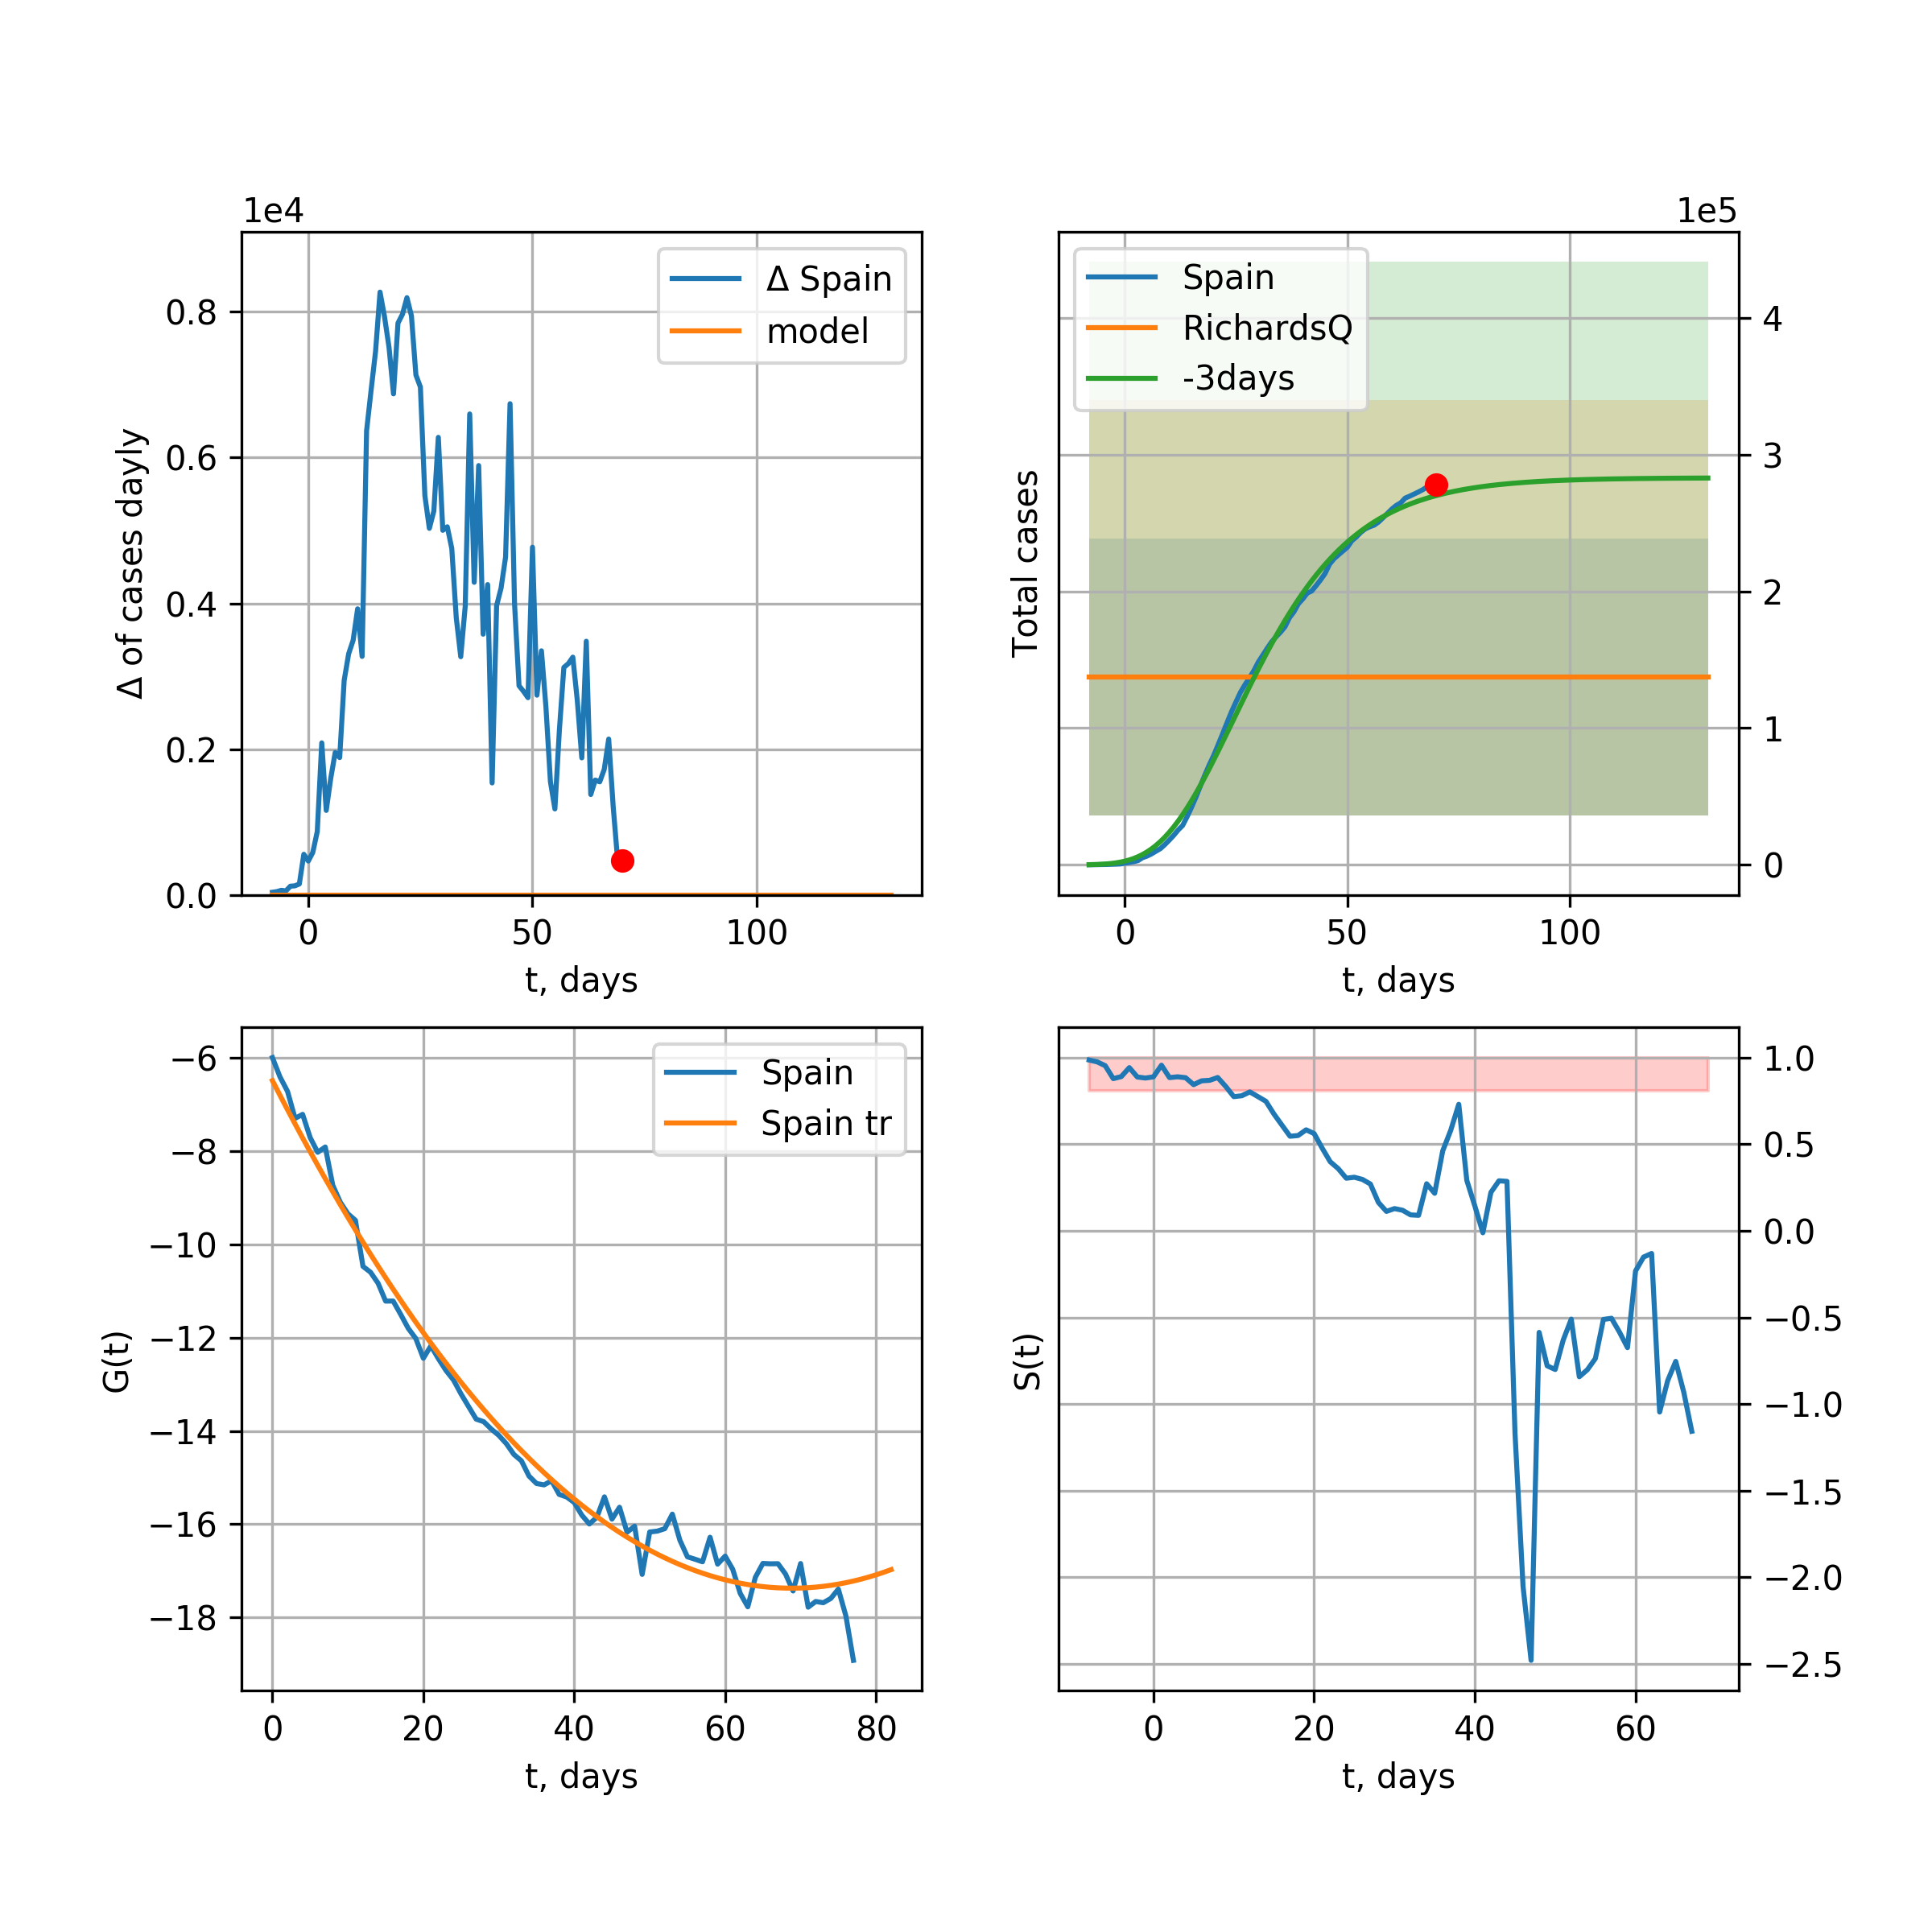 1e4
Δ of cases dayly
0.8
0.6
0.4
0.2
0.0
0 50 100
t, days
Δ Spain
model
1e5
Total cases
Spain
RichardsQ
-3days
4
3
2
1
0
0 50 100
t, days
G(t)
−6
−8
−10
−12
−14
−16
−18
0 20 40 60 80
t, days
Spain
Spain tr
S(t)
1.0
0.5
0.0
−0.5
−1.0
−1.5
−2.0
−2.5
0 20 40 60
t, days